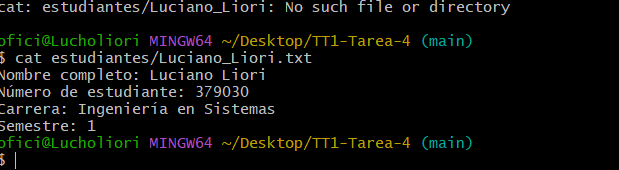 cat: estudiantes/Luciano_Liori: No such file or directory
ofici@Lucholiori MINGW64 ~/Desktop/TT1-Tarea-4 (main)
$ cat estudiantes/Luciano_Liori.txt
Nombre completo: Luciano Liori
Número de estudiante: 379030
Carrera: Ingeniería en Sistemas
Semestre: 1
ofici@Lucholiori MINGW64 ~/Desktop/TT1-Tarea-4 (main)
$